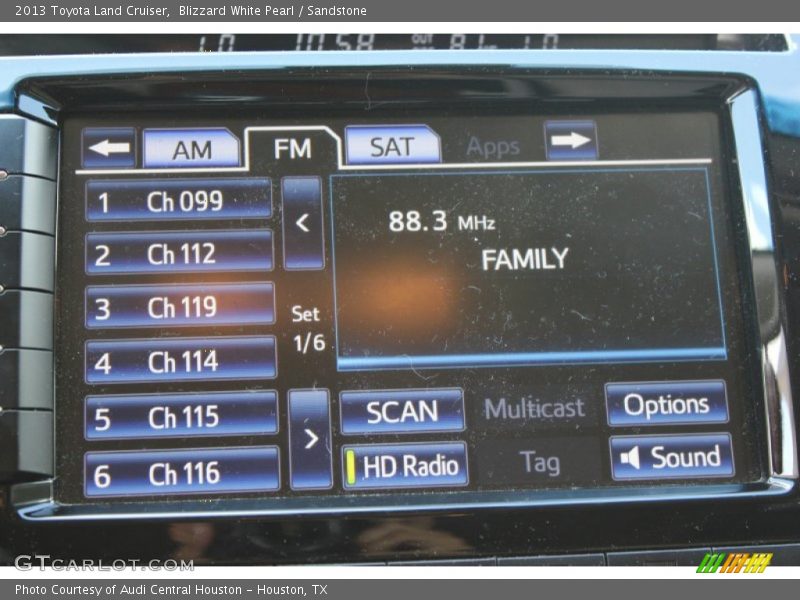 2013 Toyota Land Cruiser,  Blizzard White Pearl / Sandstone
AM FM SAT Apps
1 Ch 099
2 Ch 112
3 Ch 119
4 Ch 114
5 Ch 115
6 Ch 116
<
Set
1/6
>
88.3 MHz
FAMILY
SCAN Multicast Options
HD Radio Tag Sound
GTcarlot.com
Photo Courtesy of Audi Central Houston - Houston, TX